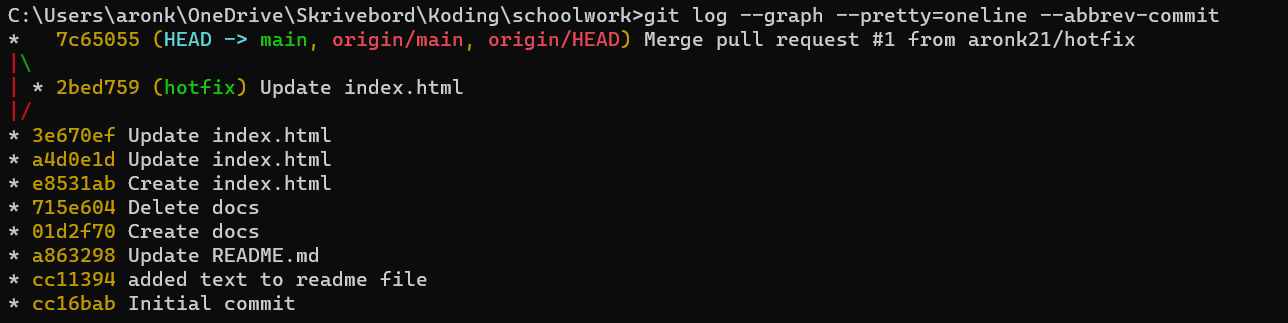 C:\Users\aronk\OneDrive\Skrivebord\Koding\schoolwork>git log --graph --pretty=oneline --abbrev-commit
*   7c65055 (HEAD -> main, origin/main, origin/HEAD) Merge pull request #1 from aronk21/hotfix
|\
| * 2bed759 (hotfix) Update index.html
|/
* 3e670ef Update index.html
* a4d0e1d Update index.html
* e8531ab Create index.html
* 715e604 Delete docs
* 01d2f70 Create docs
* a863298 Update README.md
* cc11394 added text to readme file
* cc16bab Initial commit